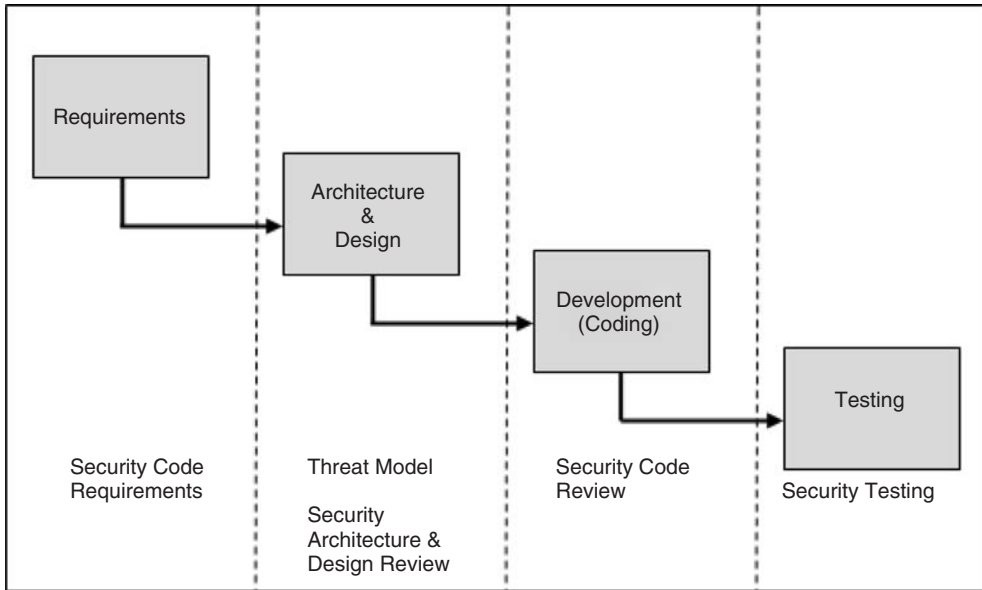 Requirements
Architecture
&
Design
Development
(Coding)
Testing
Security Code
Requirements
Threat Model
Security
Architecture &
Design Review
Security Code
Review
Security Testing